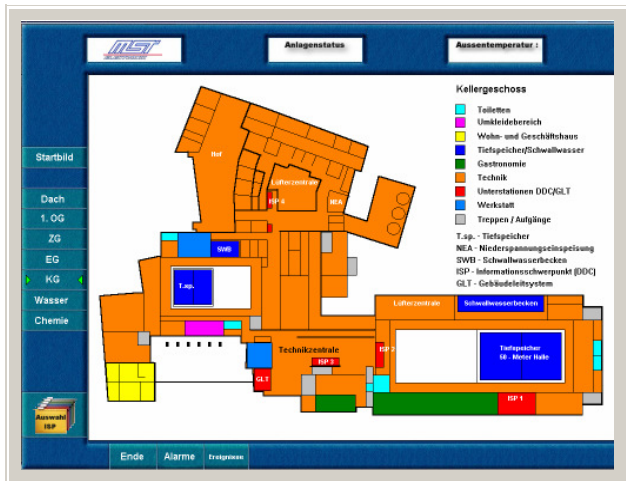 MST
Anlagenstatus
Aussentemperatur :
Kellergeschoss
Toiletten
Umkleidebereich
Wohn- und Geschäftshaus
Tiefspeicher/Schwallwasser
Gastronomie
Technik
Unterstationen DDC/GLT
Werkstatt
Treppen / Aufgänge
T.sp. - Tiefspeicher
NEA - Niederspannungseinspeisung
SWB - Schwallwasserbecken
ISP - Informationsschwerpunkt (DDC)
GLT - Gebäudeleitsystem
Startbild
Dach
1. OG
ZG
EG
KG
Wasser
Chemie
Auswahl
ISP
Hof
Lüfterzentrale
ISP 4
NEA
SWB
T.sp.
Lüfterzentrale
Schwallwasserbecken
Technikzentrale
ISP 2
ISP 3
GLT
Tiefspeicher
50 - Meter Halle
ISP 1
Ende
Alarme
Ereignisse